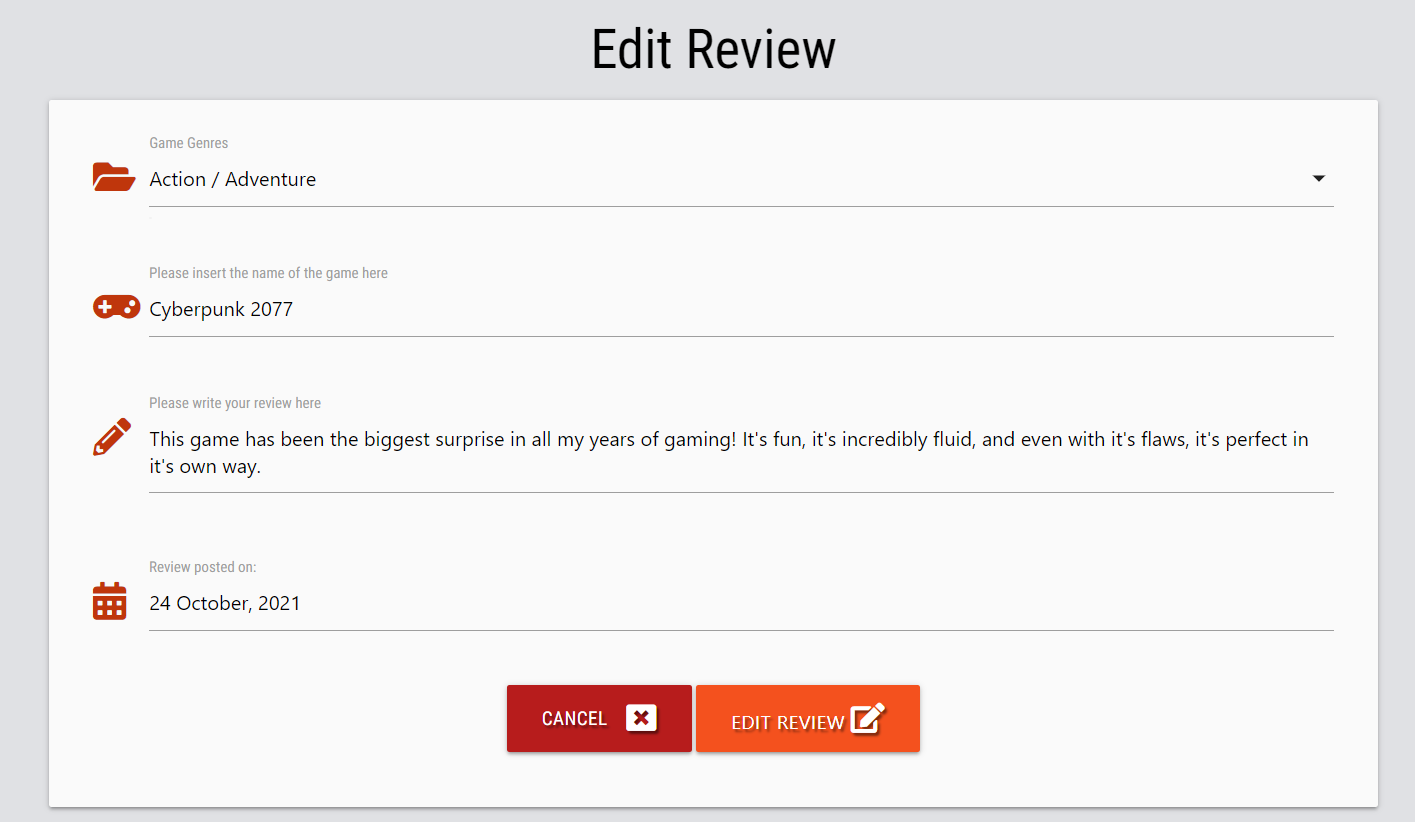 Edit Review
Game Genres
Action / Adventure
Please insert the name of the game here
Cyberpunk 2077
Please write your review here
This game has been the biggest surprise in all my years of gaming! It's fun, it's incredibly fluid, and even with it's flaws, it's perfect in
it's own way.
Review posted on:
24 October, 2021
CANCEL
EDIT REVIEW